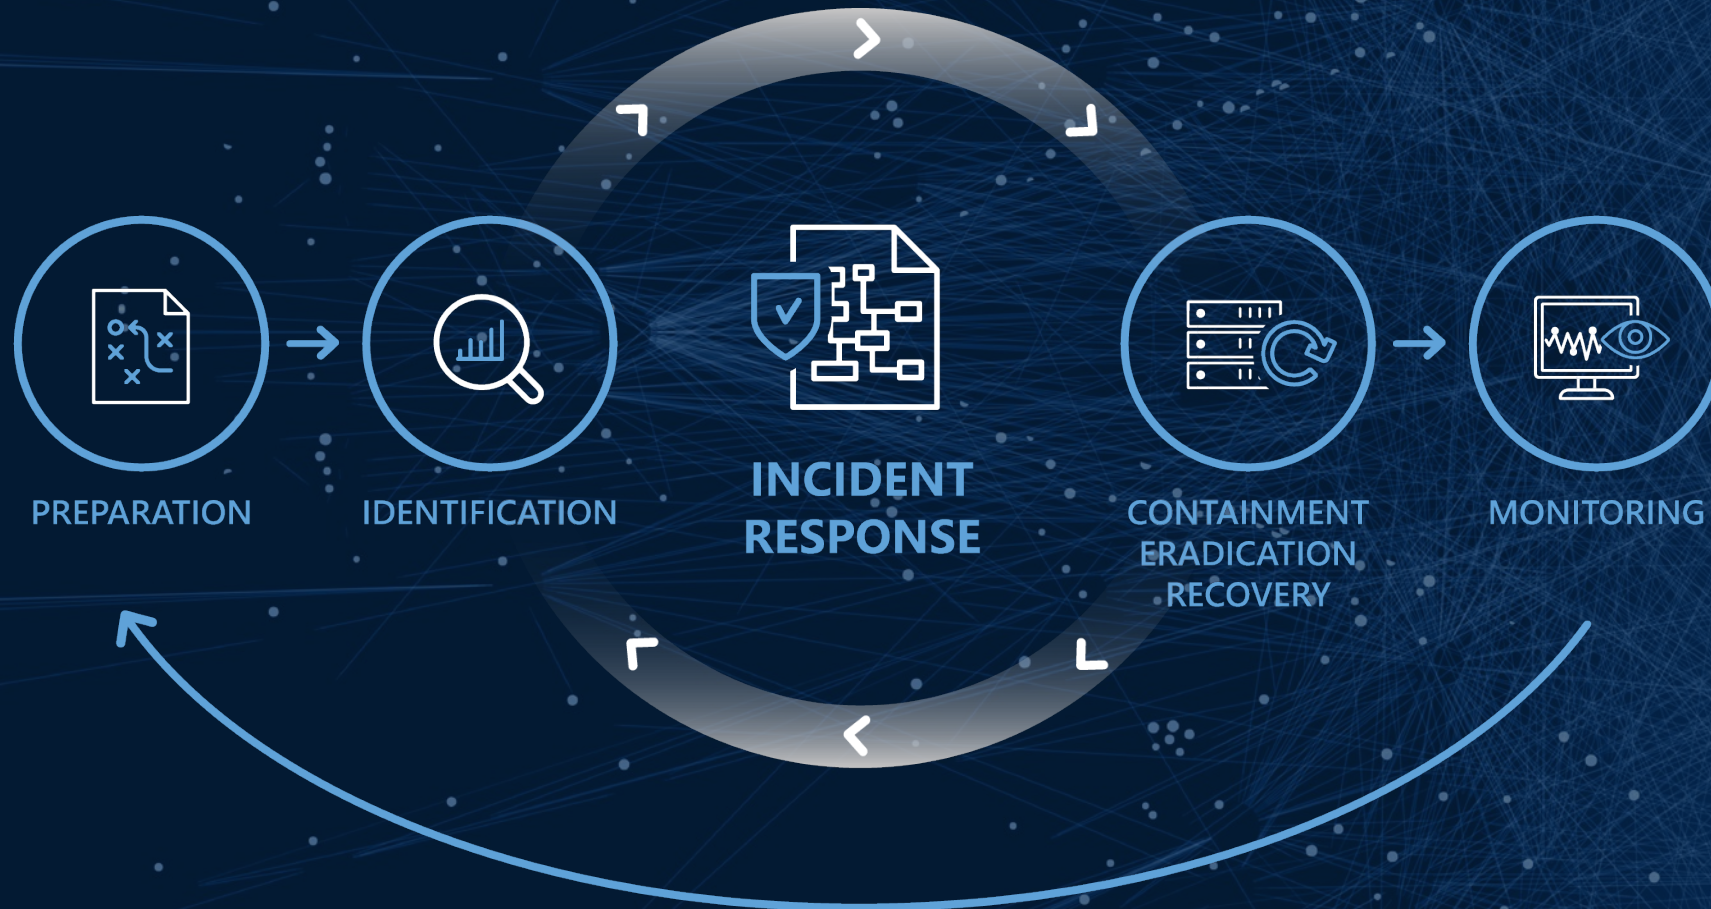 PREPARATION
IDENTIFICATION
INCIDENT
RESPONSE
CONTAINMENT
ERADICATION
RECOVERY
MONITORING